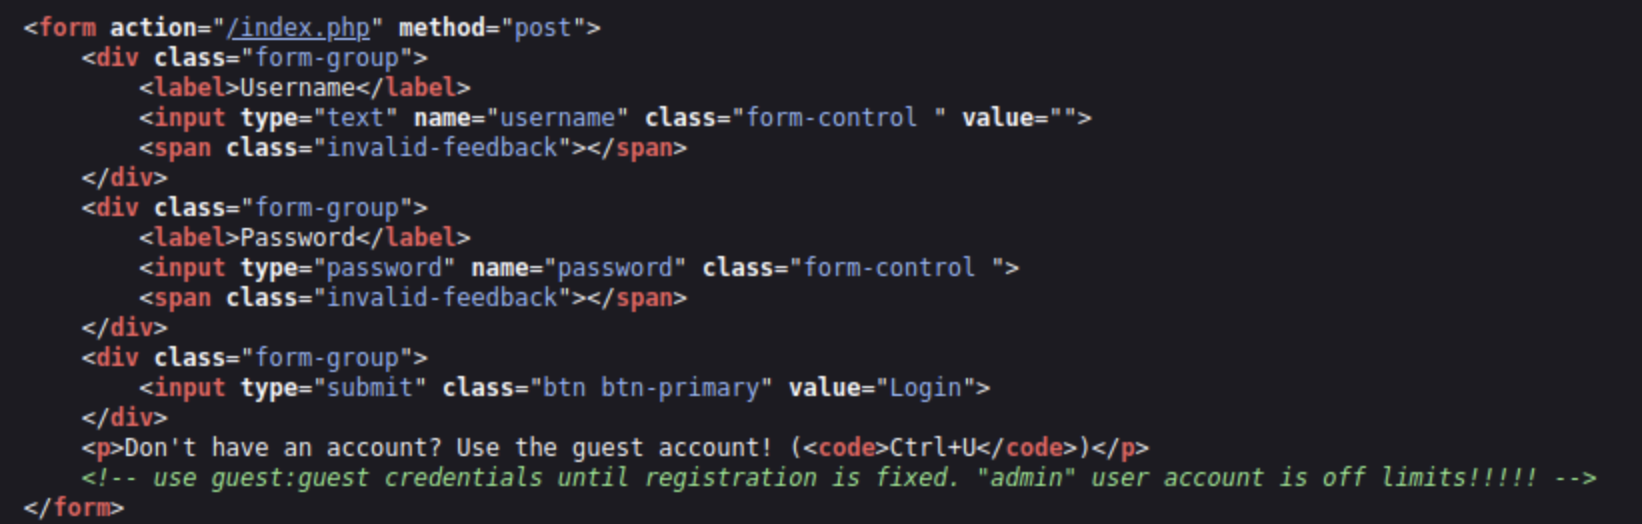 <form action="/index.php" method="post">
    <div class="form-group">
        <label>Username</label>
        <input type="text" name="username" class="form-control " value="">
        <span class="invalid-feedback"></span>
    </div>
    <div class="form-group">
        <label>Password</label>
        <input type="password" name="password" class="form-control ">
        <span class="invalid-feedback"></span>
    </div>
    <div class="form-group">
        <input type="submit" class="btn btn-primary" value="Login">
    </div>
    <p>Don't have an account? Use the guest account! (<code>Ctrl+U</code>)</p>
    <!-- use guest:guest credentials until registration is fixed. "admin" user account is off limits!!!!! -->
</form>